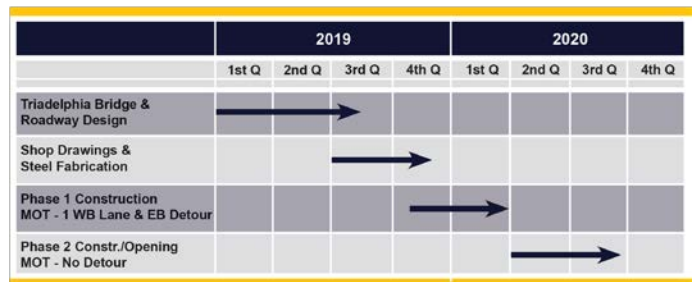 2019 2020
1st Q 2nd Q 3rd Q 4th Q 1st Q 2nd Q 3rd Q 4th Q
Triadelphia Bridge &
Roadway Design
Shop Drawings &
Steel Fabrication
Phase 1 Construction
MOT - 1 WB Lane & EB Detour
Phase 2 Constr./Opening
MOT - No Detour